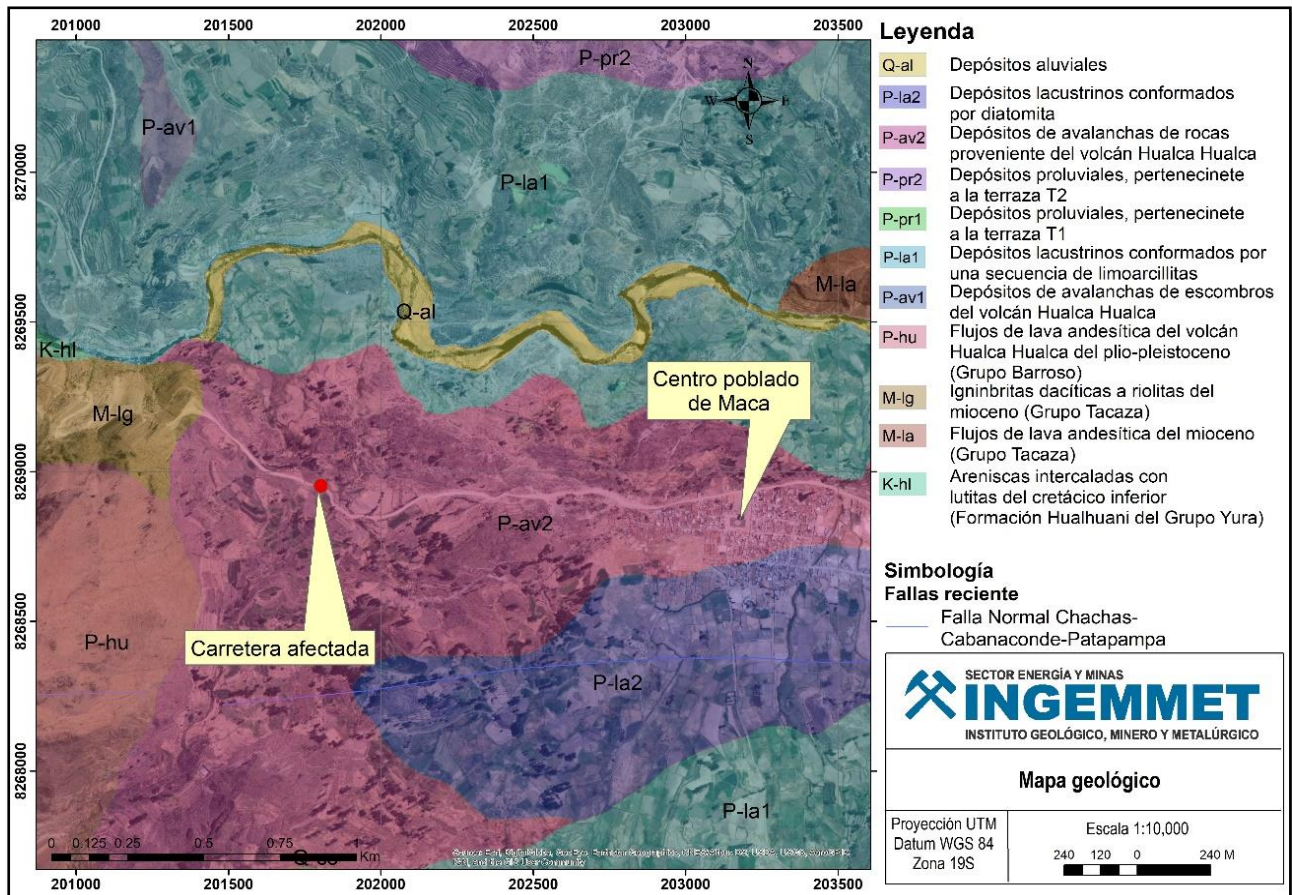 201000 201500 202000 202500 203000 203500
8270000
8269500
8269000
8268500
8268000
P-pr2
N
W E
S
P-av1
P-la1
M-la
Q-al
K-hl
Centro poblado
de Maca
M-Ig
P-av2
Carretera afectada
P-hu
P-la2
P-la1
0 0.125 0.25 0.5 0.75 1
Km
201000 201500 202000 202500 203000 203500
Leyenda
Q-al Depósitos aluviales
P-la2 Depósitos lacustrinos conformados
por diatomita
P-av2 Depósitos de avalanchas de rocas
proveniente del volcán Hualca Hualca
P-pr2 Depósitos proluviales, pertenecinete
a la terraza T2
P-pr1 Depósitos proluviales, pertenecinete
a la terraza T1
P-la1 Depósitos lacustrinos conformados por
una secuencia de limoarcillitas
P-av1 Depósitos de avalanchas de escombros
del volcán Hualca Hualca
P-hu Flujos de lava andesítica del volcán
Hualca Hualca del plio-pleistoceno
(Grupo Barroso)
M-Ig Igninbritas dacíticas a riolitas del
mioceno (Grupo Tacaza)
M-la Flujos de lava andesítica del mioceno
(Grupo Tacaza)
K-hl Areniscas intercaladas con
lutitas del cretácico inferior
(Formación Hualhuani del Grupo Yura)
Simbología
Fallas reciente
Falla Normal Chachas-
Cabanaconde-Patapampa
SECTOR ENERGÍA Y MINAS
INGEMMET
INSTITUTO GEOLÓGICO, MINERO Y METALÚRGICO
Mapa geológico
Proyección UTM
Datum WGS 84
Zona 19S
Escala 1:10,000
240 120 0 240 M